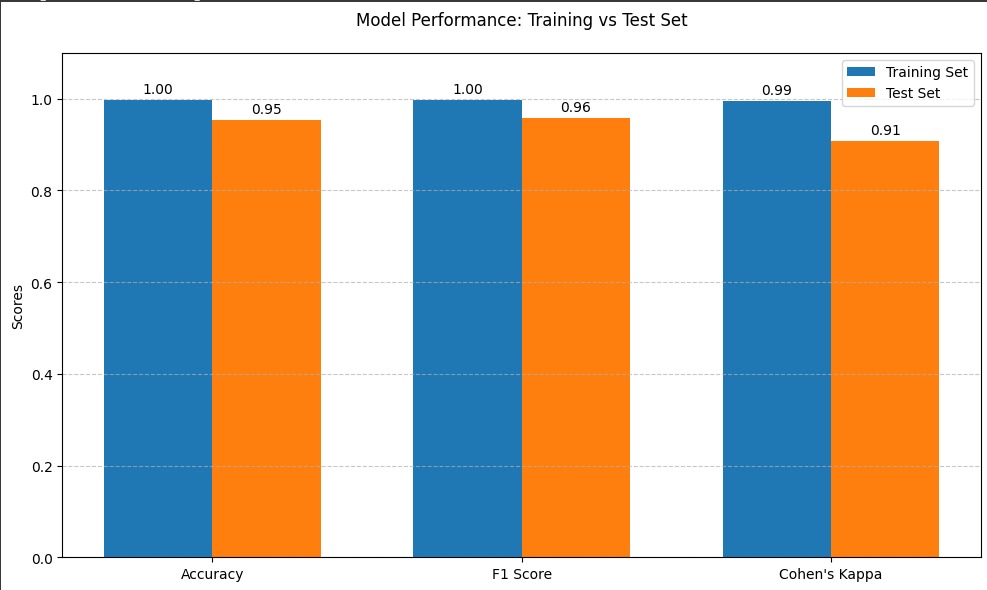 Model Performance: Training vs Test Set
Training Set
Test Set
1.00
0.95
1.00
0.96
0.99
0.91
Scores
1.0
0.8
0.6
0.4
0.2
0.0
Accuracy
F1 Score
Cohen's Kappa